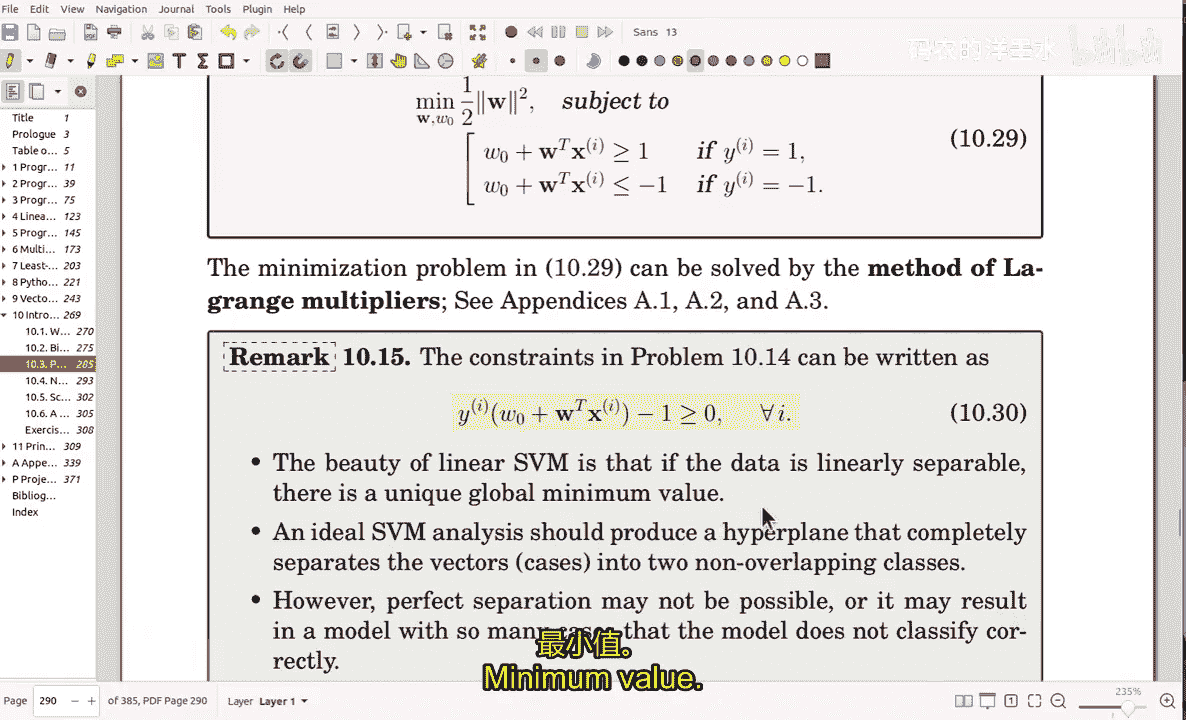 File Edit View Navigation Journal Tools Plugin Help
Sans 13
Title 1
Prologue 3
Table o... 5
1 Progr... 11
2 Progr... 39
3 Progr... 75
4 Linea... 123
5 Progr... 145
6 Multi... 173
7 Least-... 203
8 Pytho... 221
9 Vecto... 243
10 Intro... 269
10.1. W... 270
10.2. Bi... 275
10.3. P... 285
10.4. N... 293
10.5. Sc... 302
10.6. A ... 305
Exercis... 308
11 Prin... 309
A Appe... 339
P Proje... 371
Bibliog...
Index
min_{w,w_0} 1/2 ‖w‖², subject to
w₀ + wᵀx⁽ⁱ⁾ ≥ 1 if y⁽ⁱ⁾ = 1,
(10.29)
w₀ + wᵀx⁽ⁱ⁾ ≤ −1 if y⁽ⁱ⁾ = −1.
The minimization problem in (10.29) can be solved by the method of La-
grange multipliers; See Appendices A.1, A.2, and A.3.
Remark 10.15. The constraints in Problem 10.14 can be written as
y⁽ⁱ⁾(w₀ + wᵀx⁽ⁱ⁾) − 1 ≥ 0, ∀ i. (10.30)
• The beauty of linear SVM is that if the data is linearly separable,
there is a unique global minimum value.
• An ideal SVM analysis should produce a hyperplane that completely
separates the vectors (cases) into two non-overlapping classes.
• However, perfect separation may not be possible, or it may result
in a model with so many cases that the model does not classify cor-
rectly.
最小值。
Minimum value.
Page 290 of 385, PDF Page 290 Layer Layer 1 235%